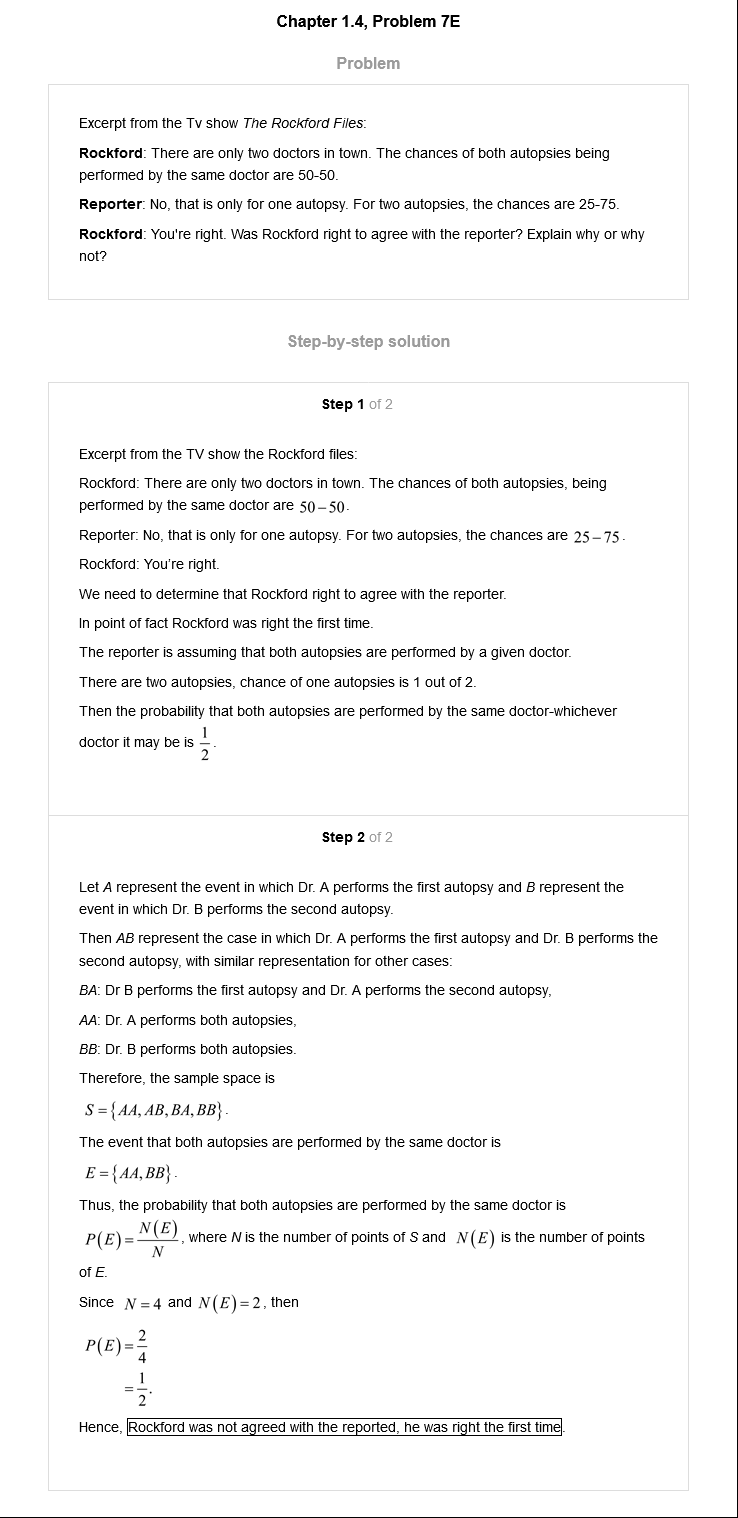 Chapter 1.4, Problem 7E
Problem
Excerpt from the Tv show The Rockford Files:
Rockford: There are only two doctors in town. The chances of both autopsies being
performed by the same doctor are 50-50.
Reporter: No, that is only for one autopsy. For two autopsies, the chances are 25-75.
Rockford: You're right. Was Rockford right to agree with the reporter? Explain why or why
not?
Step-by-step solution
Step 1 of 2
Excerpt from the TV show the Rockford files:
Rockford: There are only two doctors in town. The chances of both autopsies, being
performed by the same doctor are 50–50.
Reporter: No, that is only for one autopsy. For two autopsies, the chances are 25–75.
Rockford: You're right.
We need to determine that Rockford right to agree with the reporter.
In point of fact Rockford was right the first time.
The reporter is assuming that both autopsies are performed by a given doctor.
There are two autopsies, chance of one autopsies is 1 out of 2.
Then the probability that both autopsies are performed by the same doctor-whichever
doctor it may be is 1/2.
Step 2 of 2
Let A represent the event in which Dr. A performs the first autopsy and B represent the
event in which Dr. B performs the second autopsy.
Then AB represent the case in which Dr. A performs the first autopsy and Dr. B performs the
second autopsy, with similar representation for other cases:
BA: Dr B performs the first autopsy and Dr. A performs the second autopsy,
AA: Dr. A performs both autopsies,
BB: Dr. B performs both autopsies.
Therefore, the sample space is
S = {AA, AB, BA, BB}.
The event that both autopsies are performed by the same doctor is
E = {AA, BB}.
Thus, the probability that both autopsies are performed by the same doctor is
P(E) = N(E)/N, where N is the number of points of S and N(E) is the number of points
of E.
Since N = 4 and N(E) = 2, then
P(E) = 2/4
= 1/2.
Hence, Rockford was not agreed with the reported, he was right the first time.